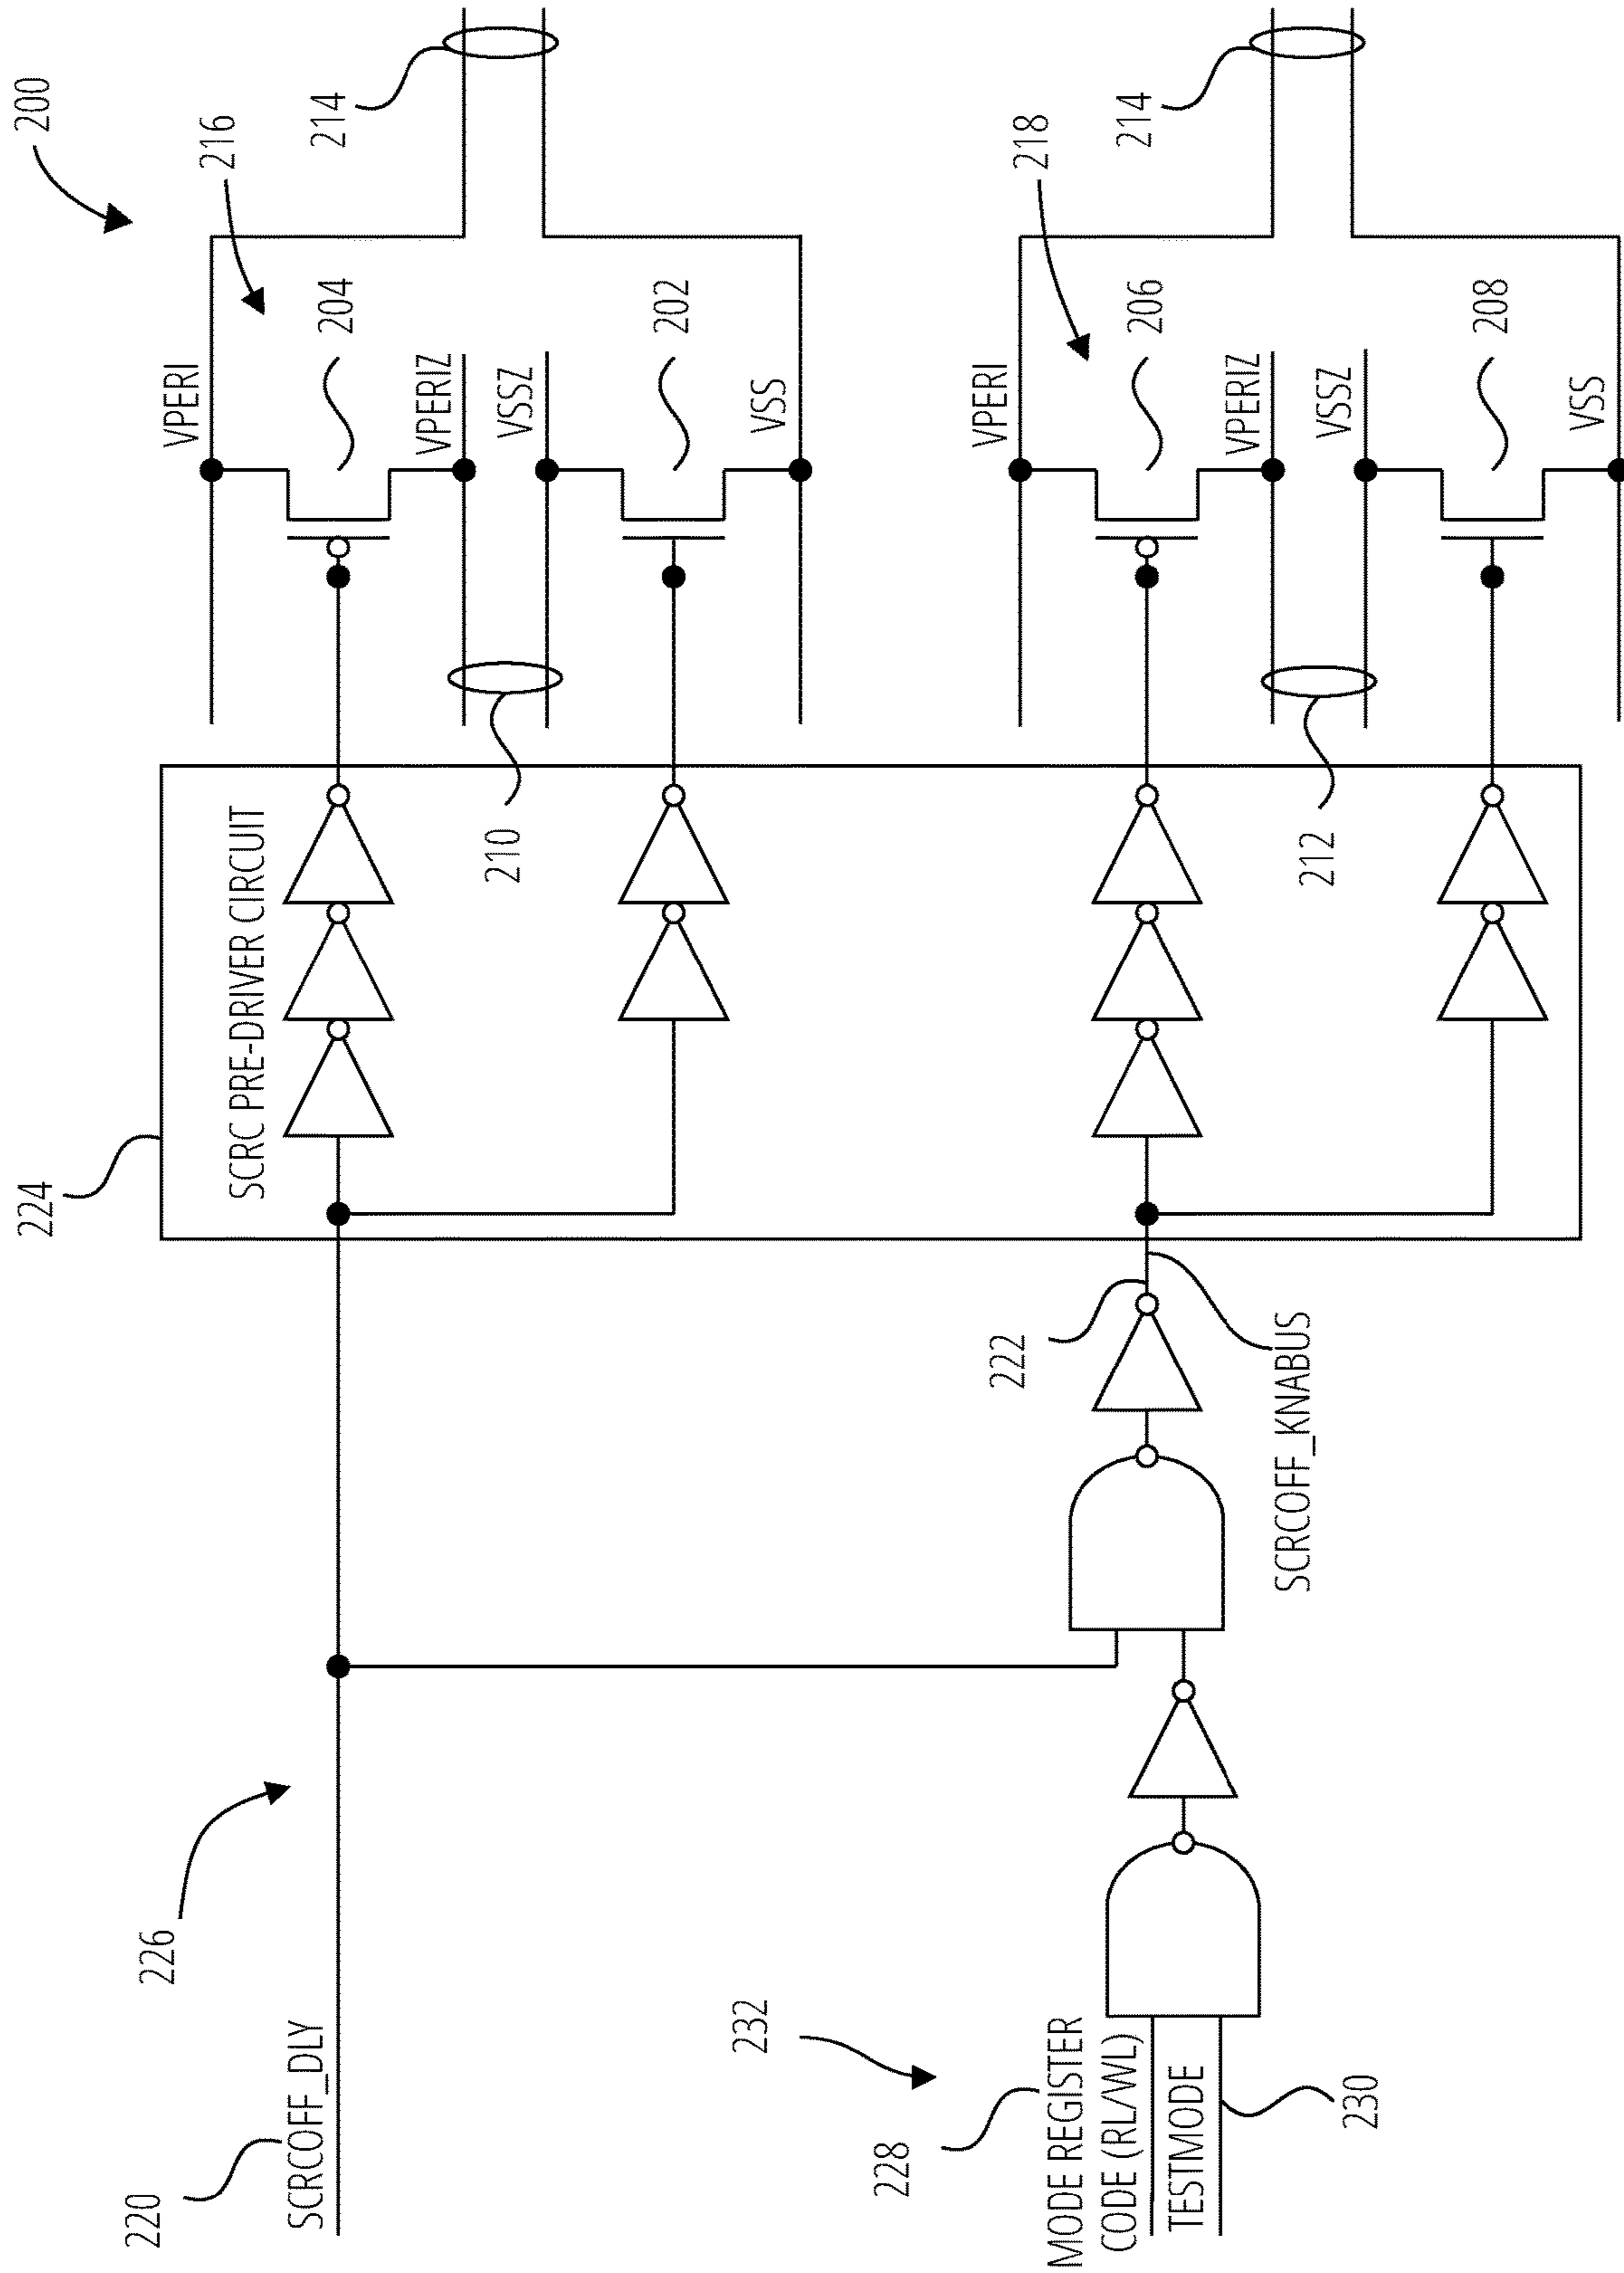 200
216
214
VPERI
204
VPERIZ
VSSZ
202
VSS
210
218
214
VPERI
206
VPERIZ
VSSZ
208
VSS
212
224
SCRC PRE-DRIVER CIRCUIT
222
SCRCOFF_KNABUS
226
220
SCRCOFF_DLY
232
228
MODE REGISTER
CODE (RL/WL)
TESTMODE
230